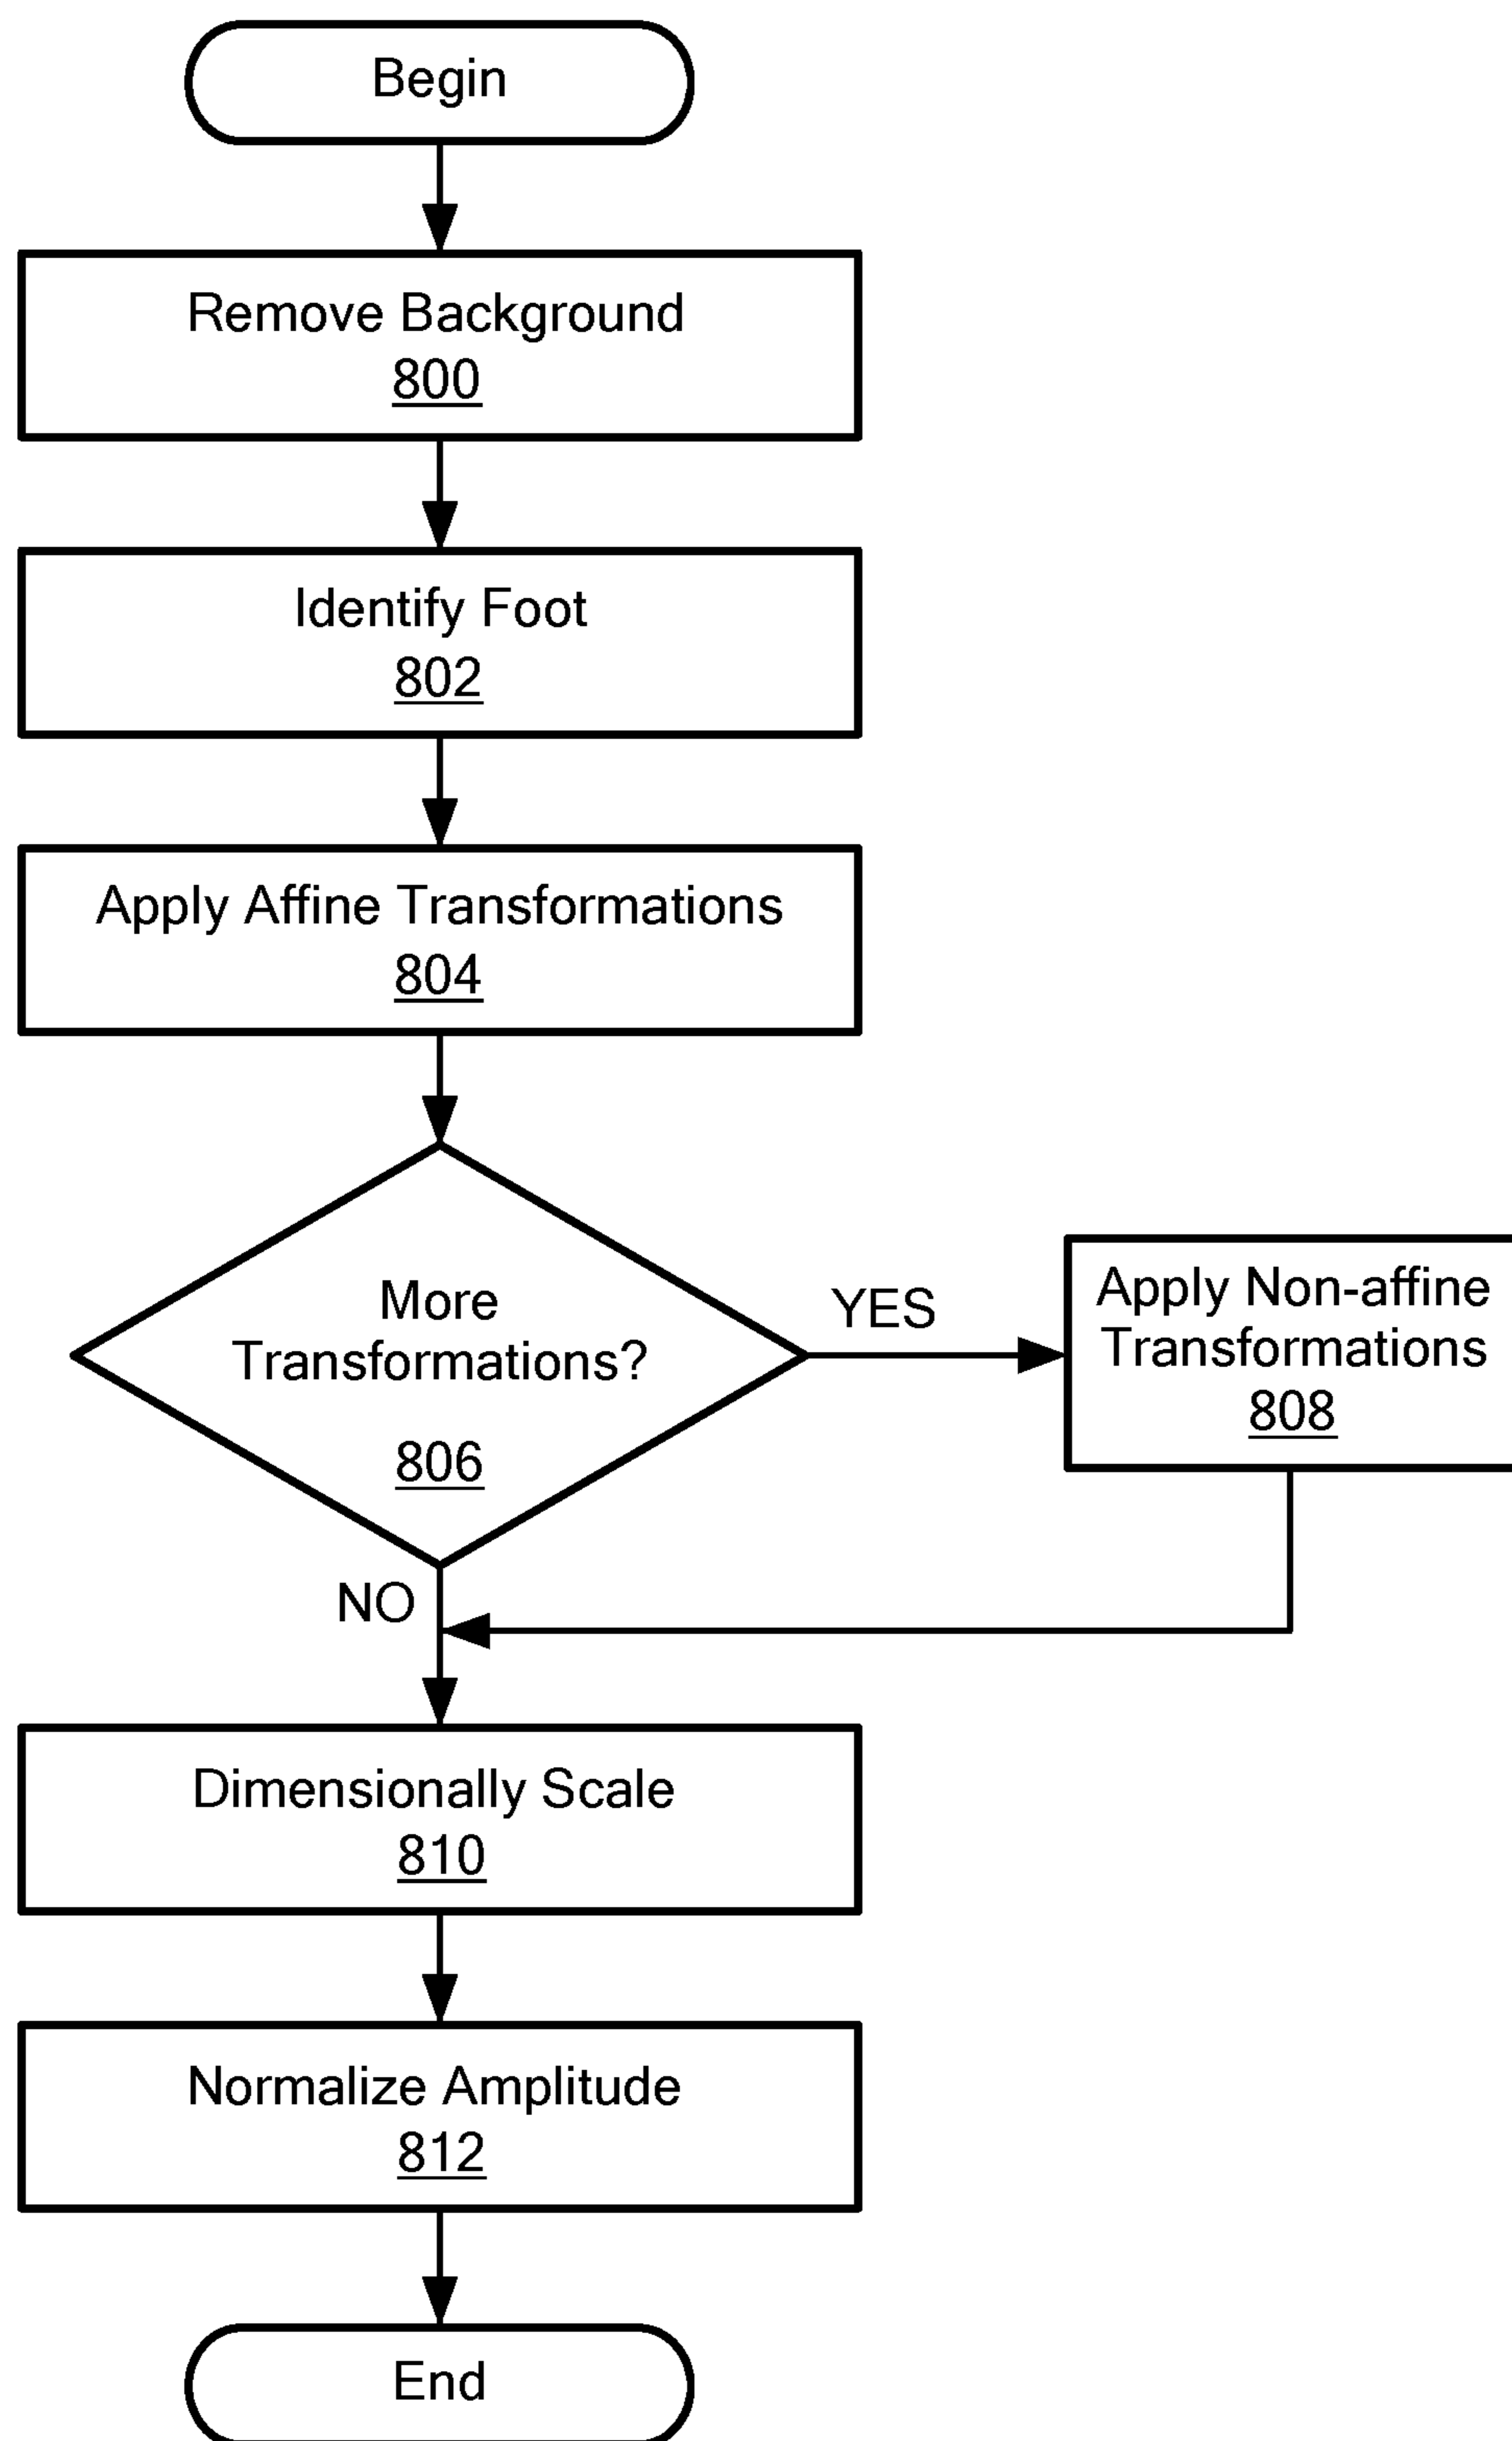 Begin
Remove Background
800
Identify Foot
802
Apply Affine Transformations
804
More
Transformations?
806
YES
Apply Non-affine
Transformations
808
NO
Dimensionally Scale
810
Normalize Amplitude
812
End